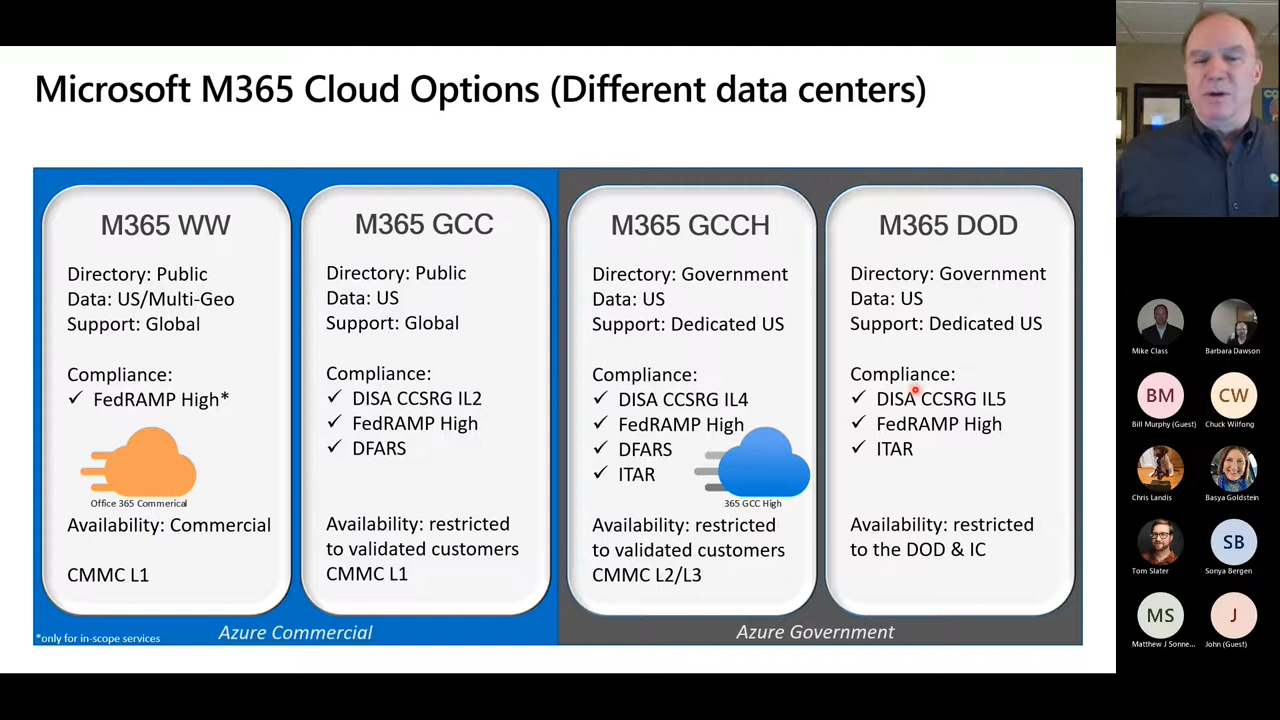 Microsoft M365 Cloud Options (Different data centers)
M365 WW
Directory: Public
Data: US/Multi-Geo
Support: Global
Compliance:
✓ FedRAMP High*
Office 365 Commerical
Availability: Commercial
CMMC L1
M365 GCC
Directory: Public
Data: US
Support: Global
Compliance:
✓ DISA CCSRG IL2
✓ FedRAMP High
✓ DFARS
Availability: restricted
to validated customers
CMMC L1
M365 GCCH
Directory: Government
Data: US
Support: Dedicated US
Compliance:
✓ DISA CCSRG IL4
✓ FedRAMP High
✓ DFARS
✓ ITAR
365 GCC High
Availability: restricted
to validated customers
CMMC L2/L3
M365 DOD
Directory: Government
Data: US
Support: Dedicated US
Compliance:
✓ DISA CCSRG IL5
✓ FedRAMP High
✓ ITAR
Availability: restricted
to the DOD & IC
*only for in-scope services
Azure Commercial
Azure Government
Mike Class
Barbara Dawson
BM
Bill Murphy (Guest)
CW
Chuck Wilfong
Chris Landis
Basya Goldstein
Tom Slater
SB
Sonya Bergen
MS
Matthew J Sonne...
J
John (Guest)